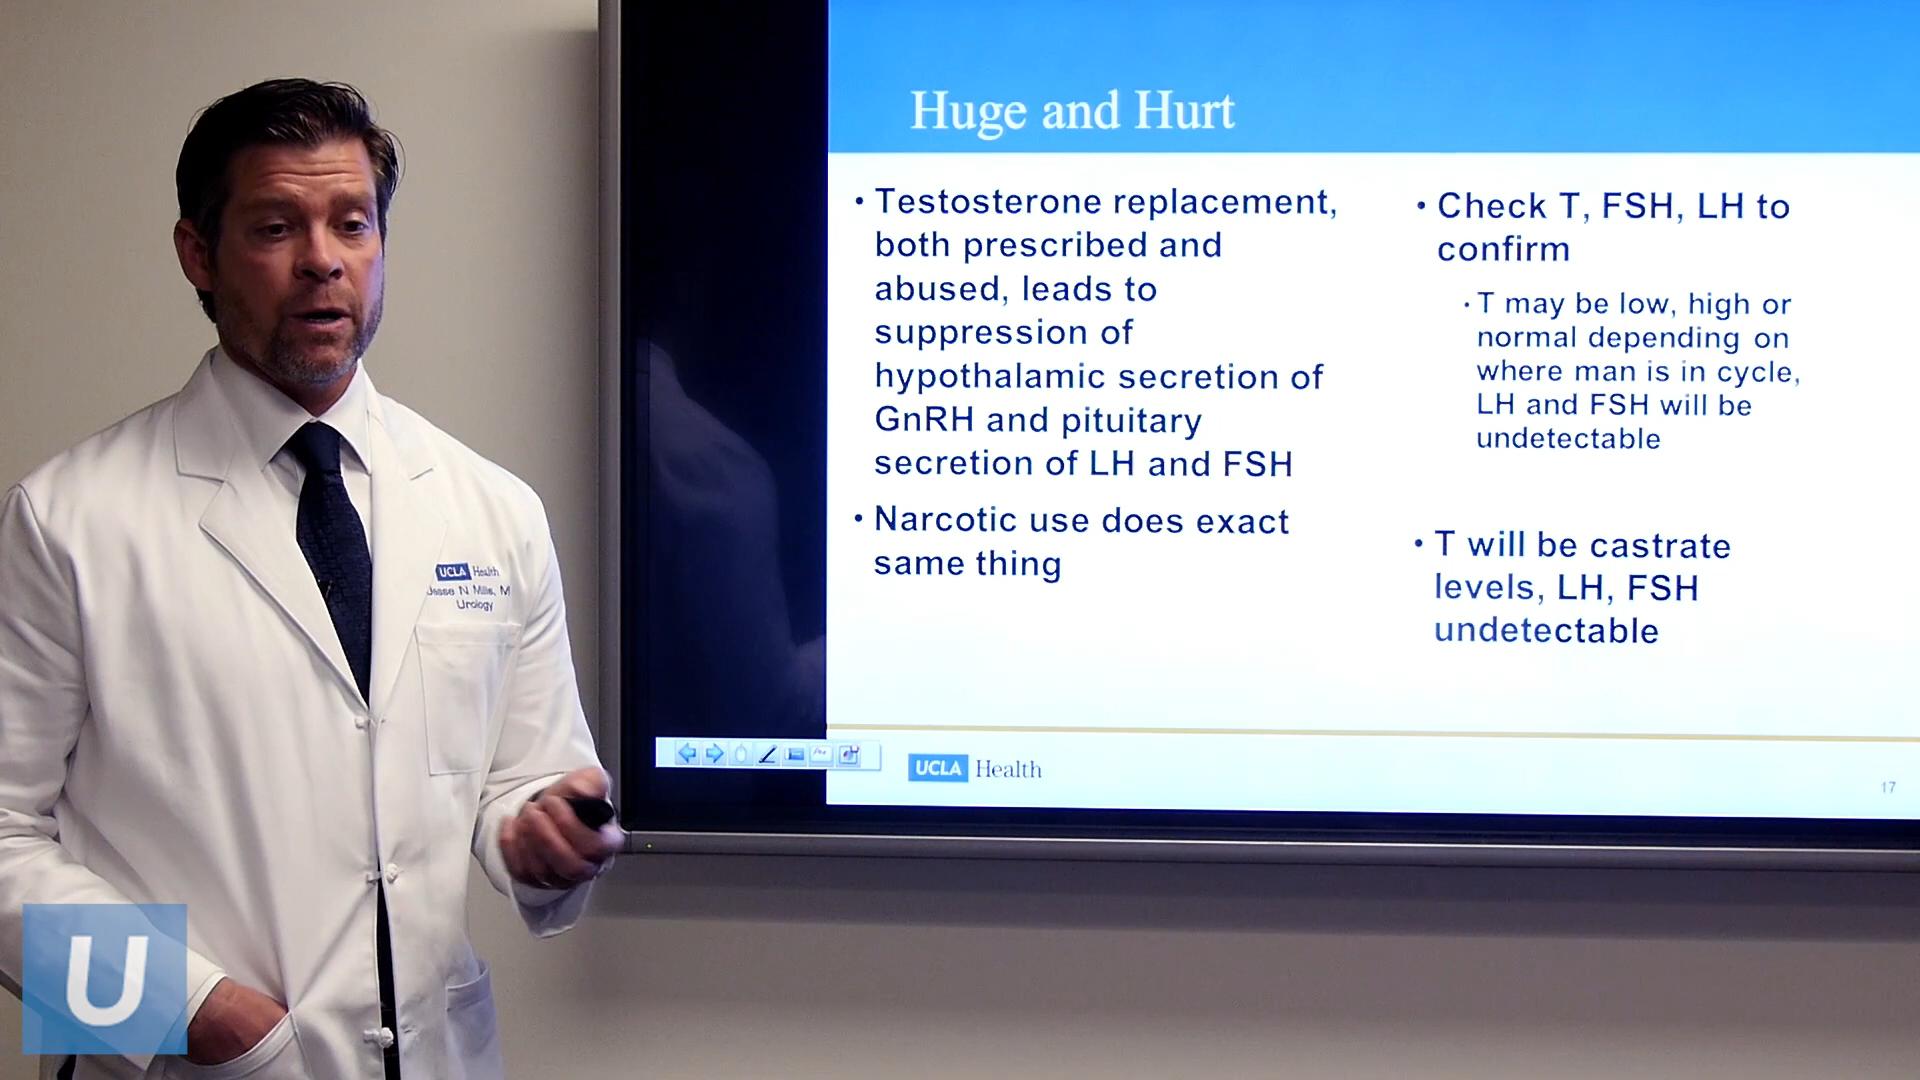 Huge and Hurt
• Testosterone replacement,
both prescribed and
abused, leads to
suppression of
hypothalamic secretion of
GnRH and pituitary
secretion of LH and FSH
• Narcotic use does exact
same thing
• Check T, FSH, LH to
confirm
• T may be low, high or
normal depending on
where man is in cycle,
LH and FSH will be
undetectable
• T will be castrate
levels, LH, FSH
undetectable
UCLA Health
17
UCLA Health
Jesse N Mills, M
Urology
U